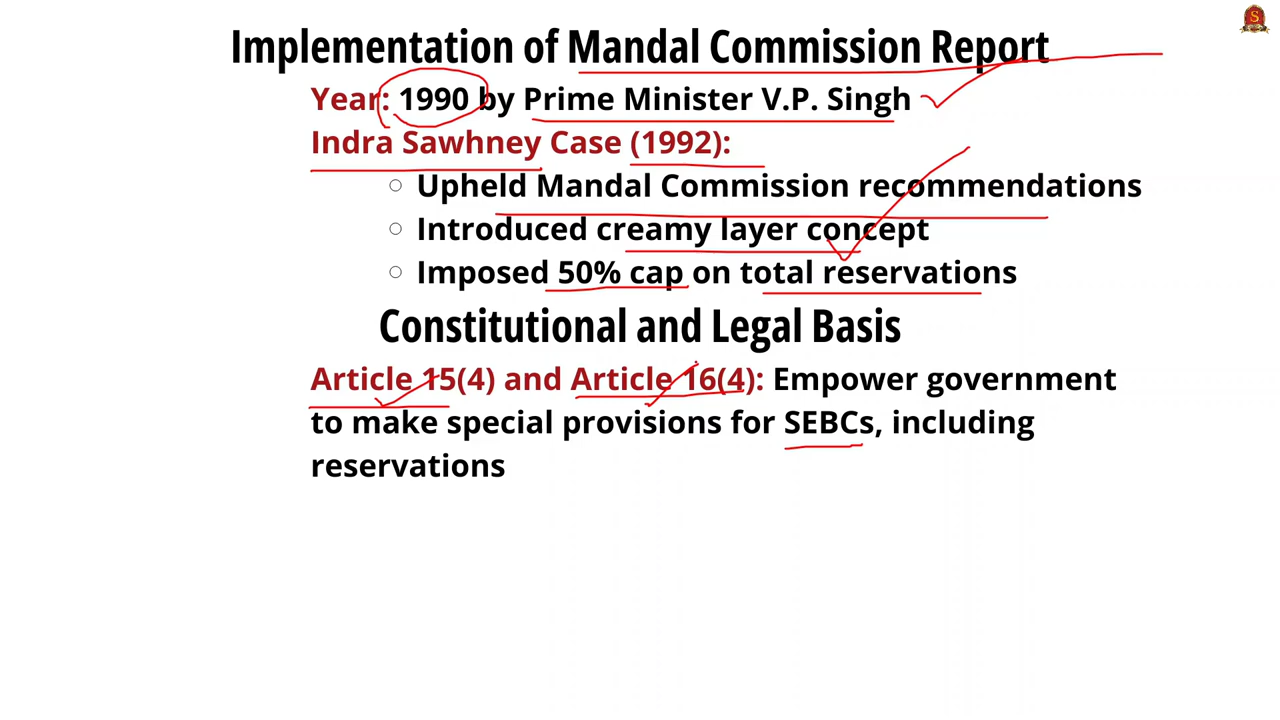 Implementation of Mandal Commission Report
Year: 1990 by Prime Minister V.P. Singh
Indra Sawhney Case (1992):
○ Upheld Mandal Commission recommendations
○ Introduced creamy layer concept
○ Imposed 50% cap on total reservations
Constitutional and Legal Basis
Article 15(4) and Article 16(4): Empower government
to make special provisions for SEBCs, including
reservations
S